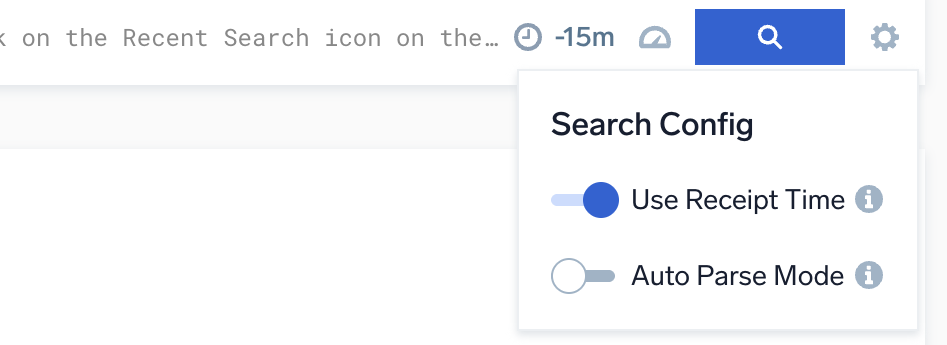 on the Recent Search icon on the… -15m
Search Config
Use Receipt Time
Auto Parse Mode